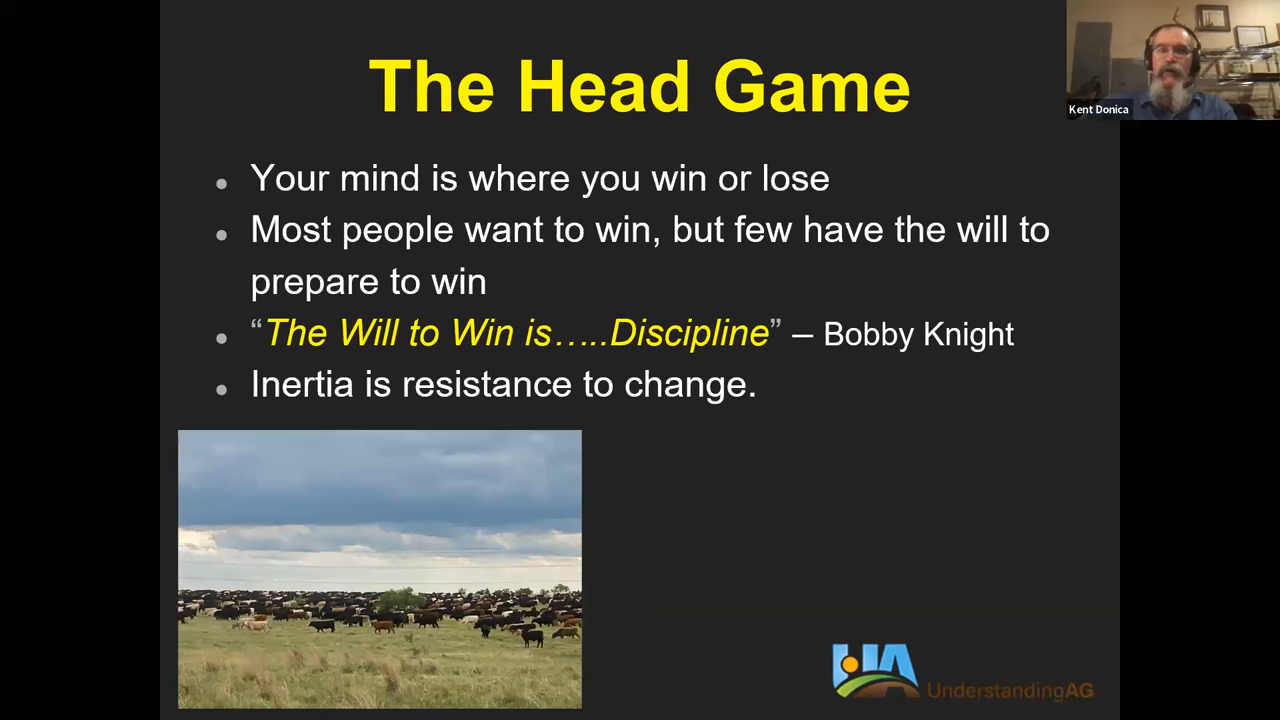 The Head Game
Kent Donica
• Your mind is where you win or lose
• Most people want to win, but few have the will to
prepare to win
• “The Will to Win is…..Discipline” – Bobby Knight
• Inertia is resistance to change.
UA
UnderstandingAG